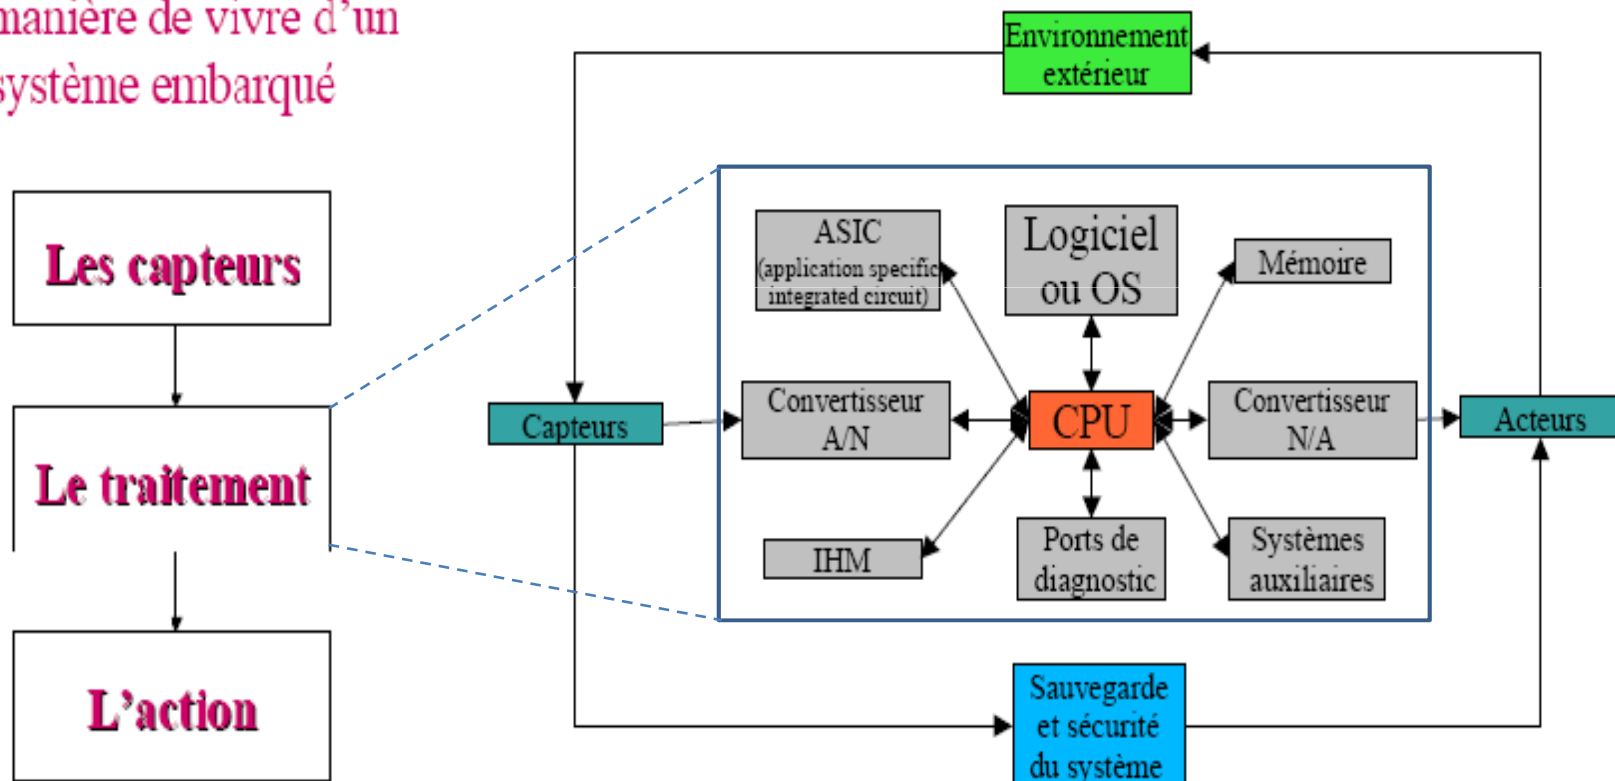 manière de vivre d’un
système embarqué
Les capteurs
Le traitement
L’action
Environnement
extérieur
ASIC
(application specific
integrated circuit)
Logiciel
ou OS
Mémoire
Capteurs
Convertisseur
A/N
CPU
Convertisseur
N/A
Acteurs
IHM
Ports de
diagnostic
Systèmes
auxiliaires
Sauvegarde
et sécurité
du système